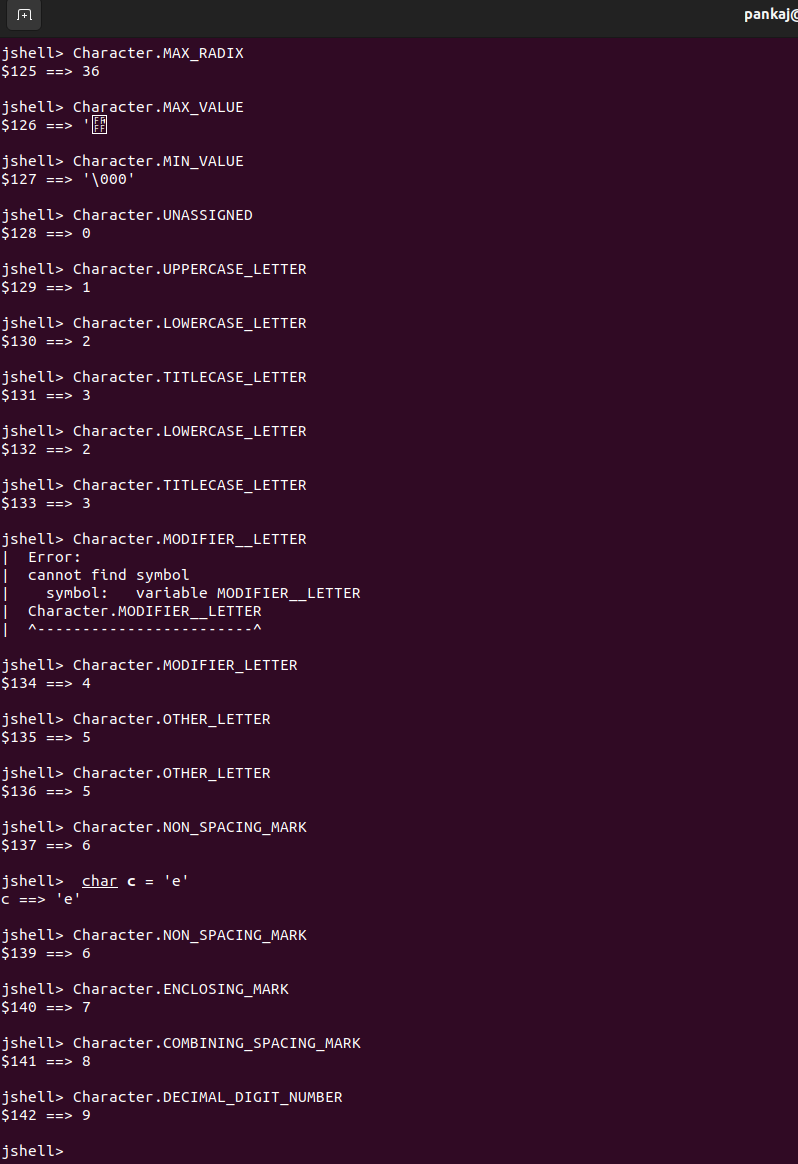 pankaj@
jshell> Character.MAX_RADIX
$125 ==> 36
jshell> Character.MAX_VALUE
$126 ==> '
jshell> Character.MIN_VALUE
$127 ==> '\000'
jshell> Character.UNASSIGNED
$128 ==> 0
jshell> Character.UPPERCASE_LETTER
$129 ==> 1
jshell> Character.LOWERCASE_LETTER
$130 ==> 2
jshell> Character.TITLECASE_LETTER
$131 ==> 3
jshell> Character.LOWERCASE_LETTER
$132 ==> 2
jshell> Character.TITLECASE_LETTER
$133 ==> 3
jshell> Character.MODIFIER__LETTER
|  Error:
|  cannot find symbol
|    symbol:   variable MODIFIER__LETTER
|  Character.MODIFIER__LETTER
|  ^------------------------^
jshell> Character.MODIFIER_LETTER
$134 ==> 4
jshell> Character.OTHER_LETTER
$135 ==> 5
jshell> Character.OTHER_LETTER
$136 ==> 5
jshell> Character.NON_SPACING_MARK
$137 ==> 6
jshell>  char c = 'e'
c ==> 'e'
jshell> Character.NON_SPACING_MARK
$139 ==> 6
jshell> Character.ENCLOSING_MARK
$140 ==> 7
jshell> Character.COMBINING_SPACING_MARK
$141 ==> 8
jshell> Character.DECIMAL_DIGIT_NUMBER
$142 ==> 9
jshell>